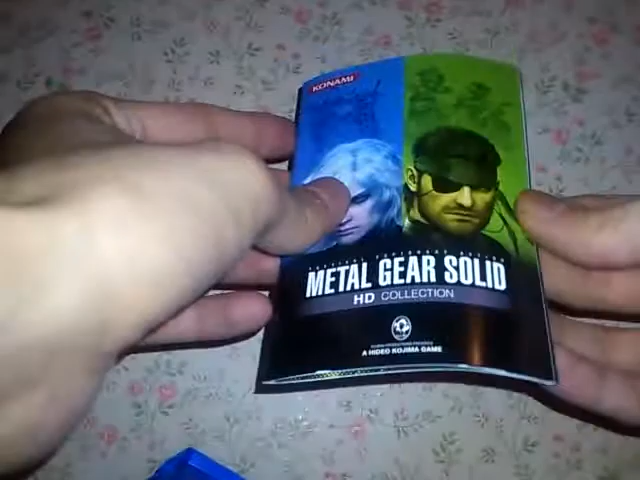 KONAMI
METAL GEAR SOLID
HD COLLECTION
A HIDEO KOJIMA GAME